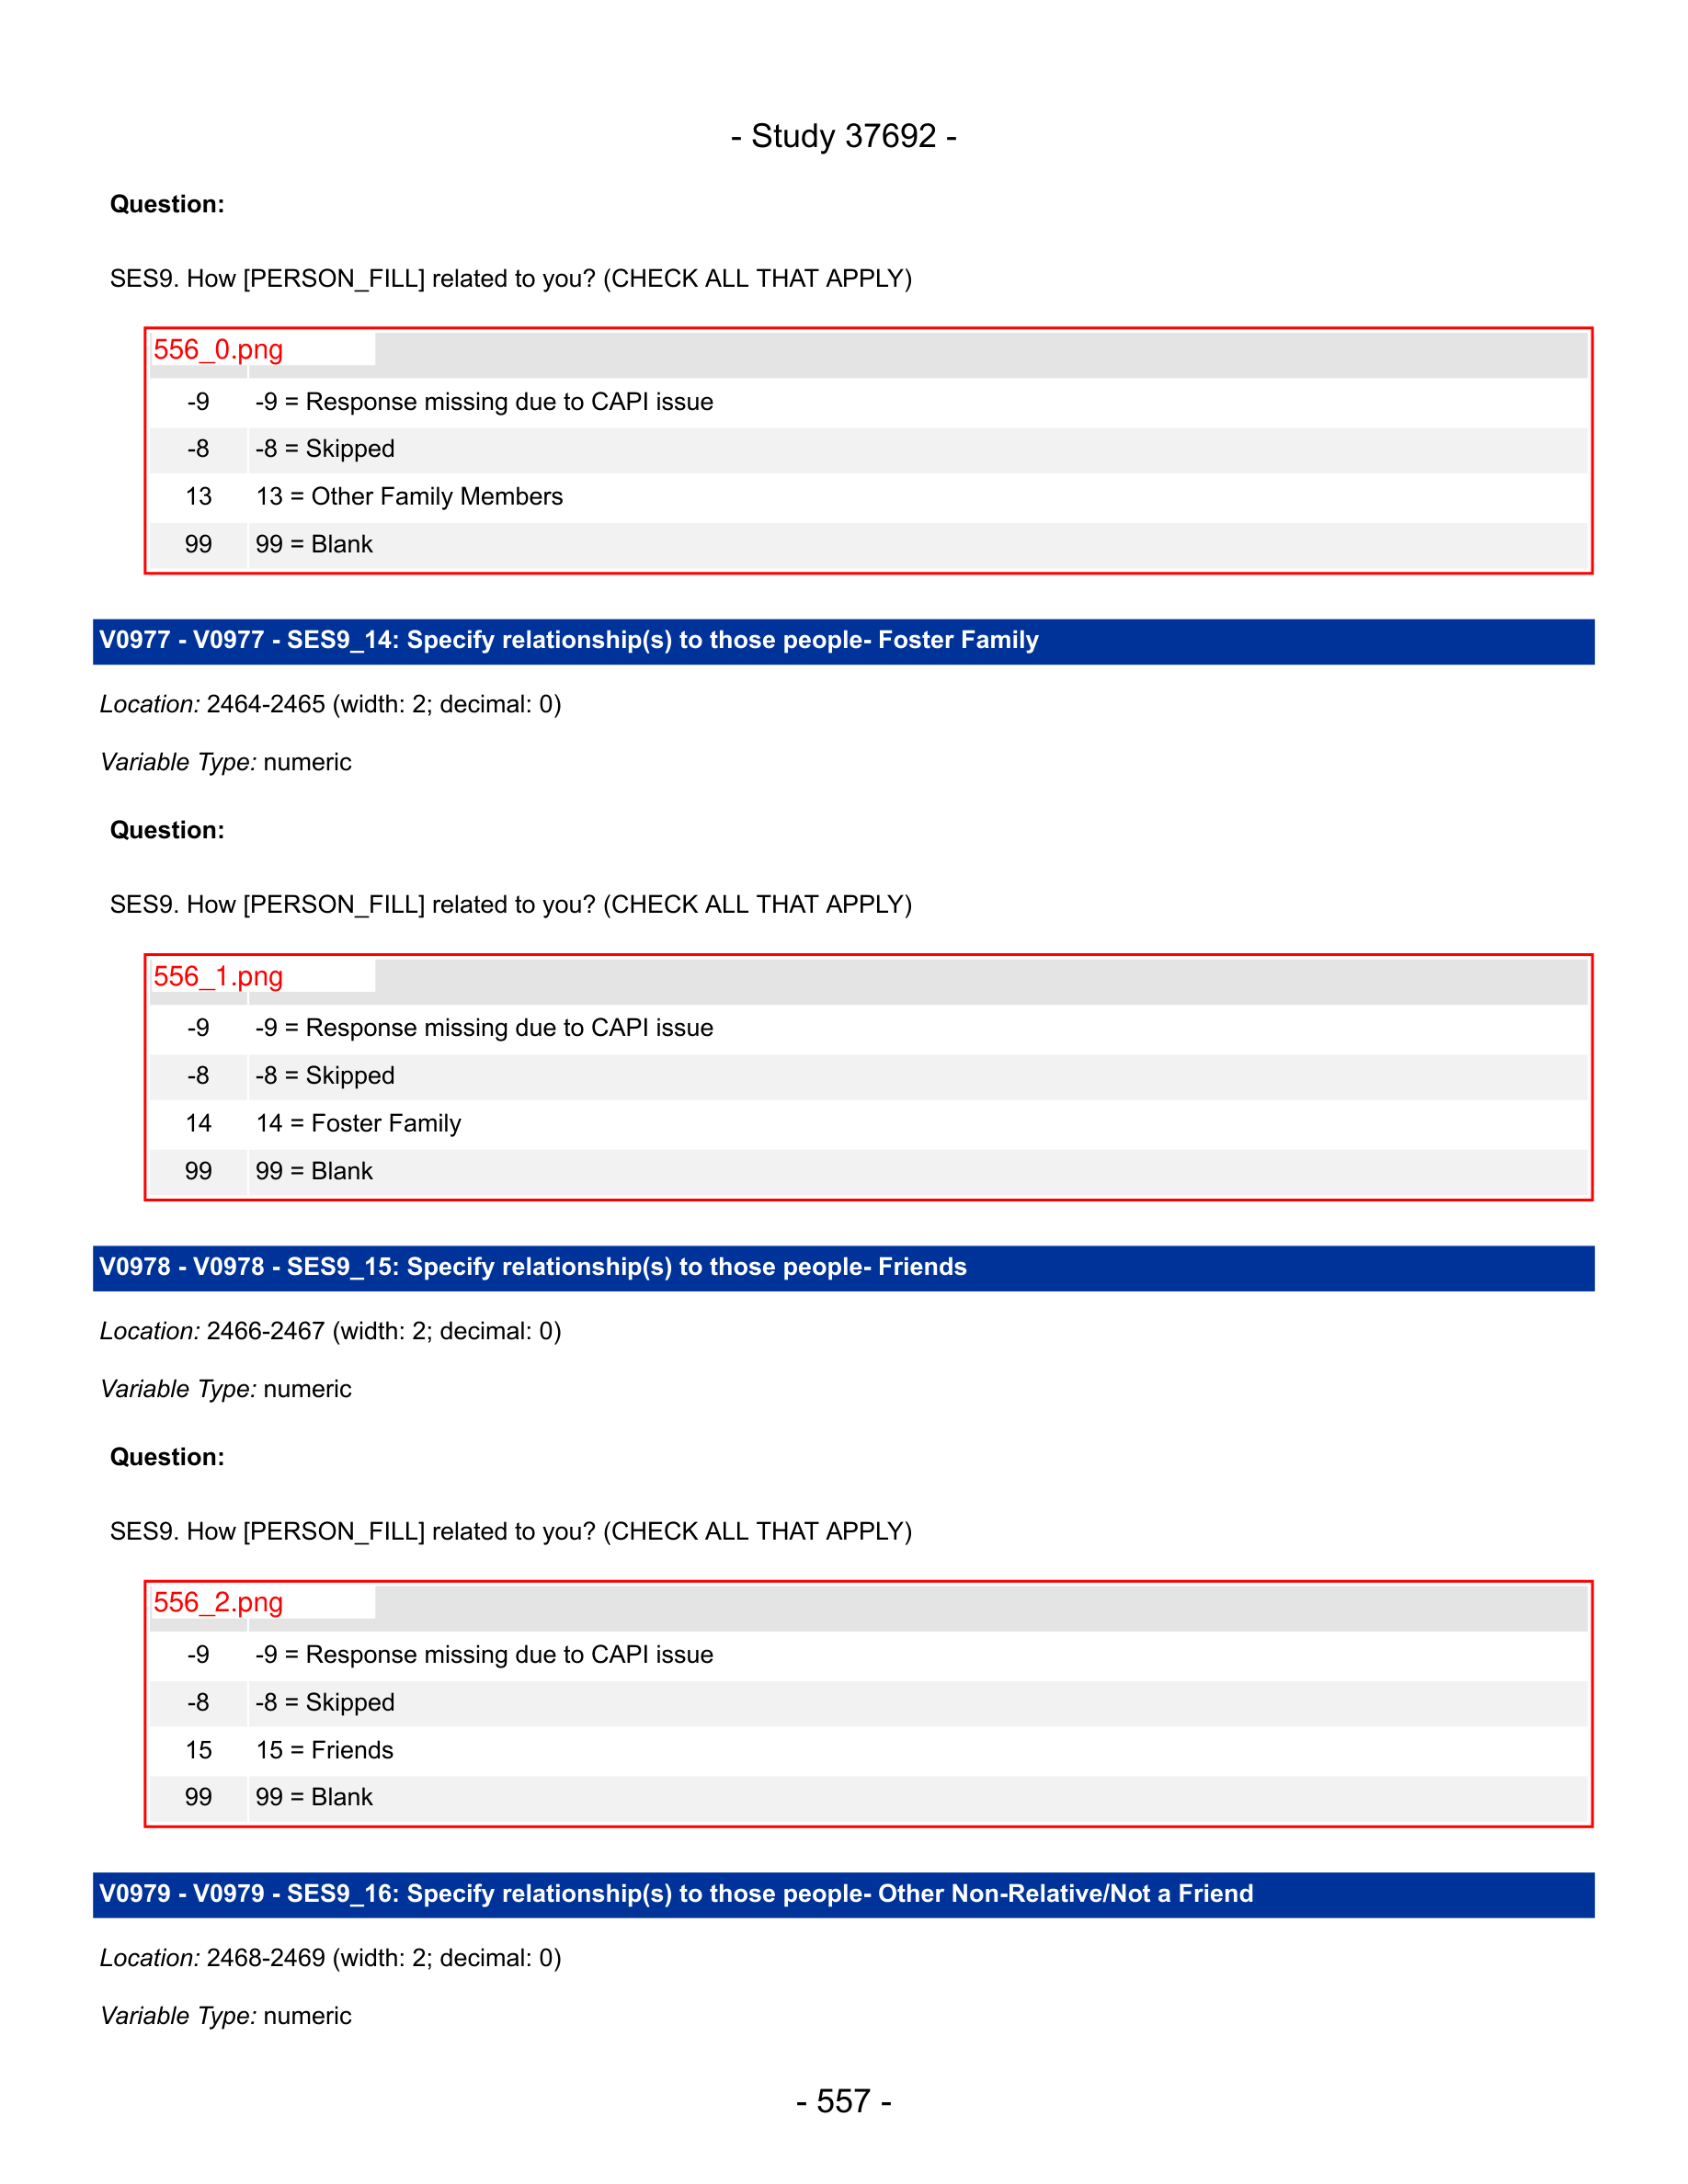 - Study 37692 -
Question:
SES9. How [PERSON_FILL] related to you? (CHECK ALL THAT APPLY)
556_0.png
-9 -9 = Response missing due to CAPI issue
-8 -8 = Skipped
13 13 = Other Family Members
99 99 = Blank
V0977 - V0977 - SES9_14: Specify relationship(s) to those people- Foster Family
Location: 2464-2465 (width: 2; decimal: 0)
Variable Type: numeric
Question:
SES9. How [PERSON_FILL] related to you? (CHECK ALL THAT APPLY)
556_1.png
-9 -9 = Response missing due to CAPI issue
-8 -8 = Skipped
14 14 = Foster Family
99 99 = Blank
V0978 - V0978 - SES9_15: Specify relationship(s) to those people- Friends
Location: 2466-2467 (width: 2; decimal: 0)
Variable Type: numeric
Question:
SES9. How [PERSON_FILL] related to you? (CHECK ALL THAT APPLY)
556_2.png
-9 -9 = Response missing due to CAPI issue
-8 -8 = Skipped
15 15 = Friends
99 99 = Blank
V0979 - V0979 - SES9_16: Specify relationship(s) to those people- Other Non-Relative/Not a Friend
Location: 2468-2469 (width: 2; decimal: 0)
Variable Type: numeric
- 557 -